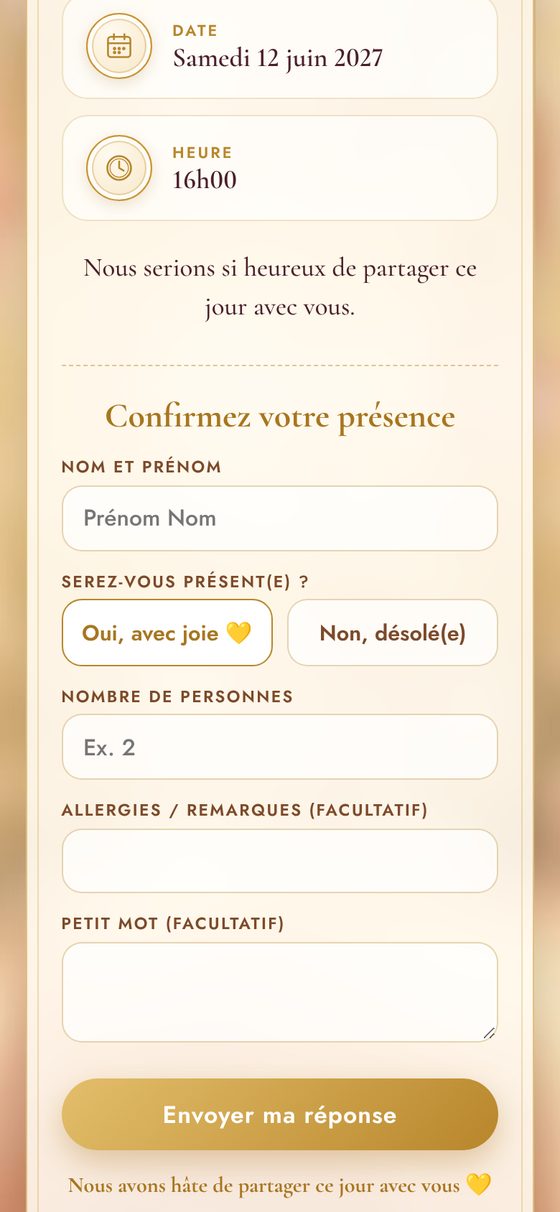 DATE
Samedi 12 juin 2027
HEURE
16h00
Nous serions si heureux de partager ce
jour avec vous.
Confirmez votre présence
NOM ET PRÉNOM
Prénom Nom
SEREZ-VOUS PRÉSENT(E) ?
Oui, avec joie 💛
Non, désolé(e)
NOMBRE DE PERSONNES
Ex. 2
ALLERGIES / REMARQUES (FACULTATIF)
PETIT MOT (FACULTATIF)
Envoyer ma réponse
Nous avons hâte de partager ce jour avec vous 💛